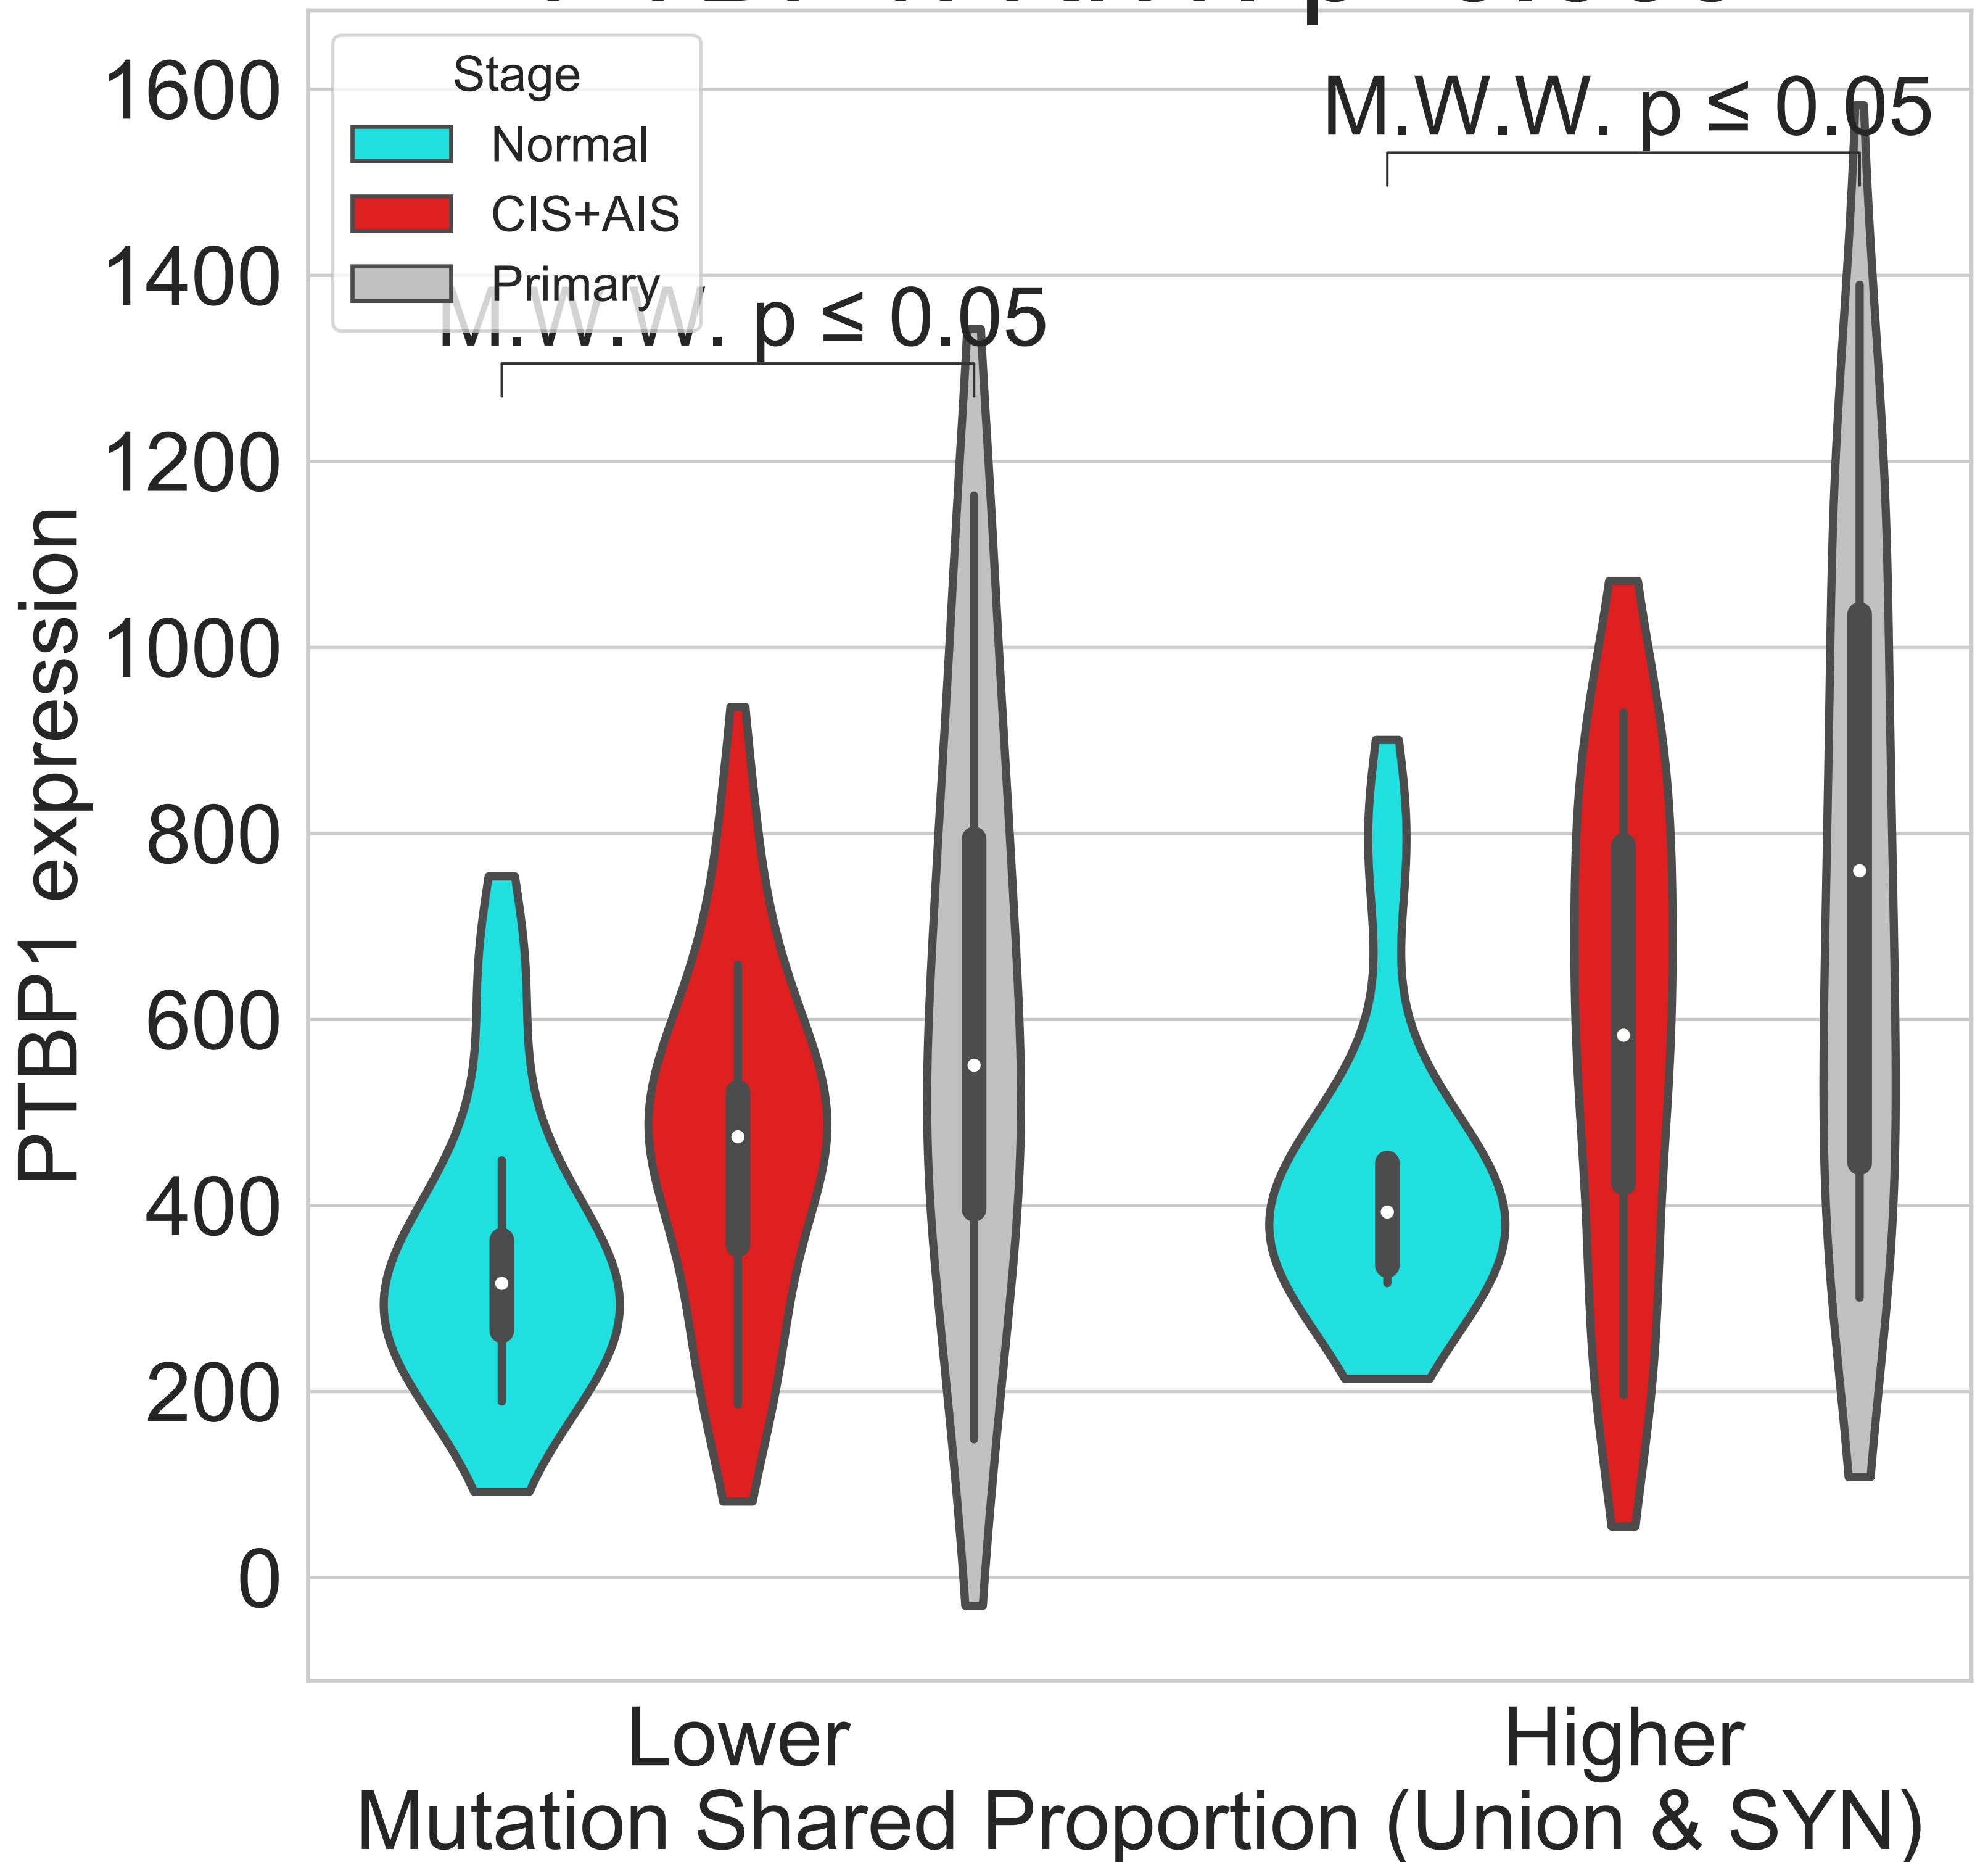 1600
1400
1200
1000
800
600
400
200
0
PTBP1 expression
Stage
Normal
CIS+AIS
Primary
M.W.W. p ≤ 0.05
M.W.W. p ≤ 0.05
Lower
Higher
Mutation Shared Proportion (Union & SYN)